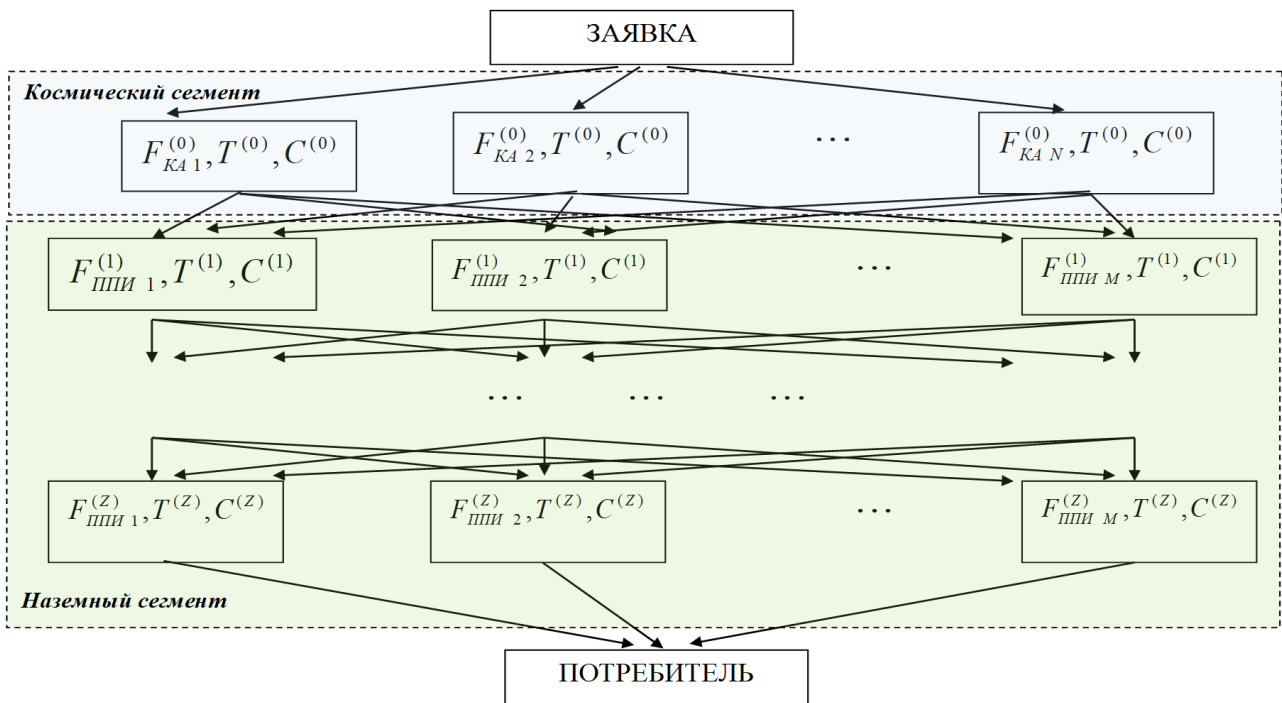 ЗАЯВКА
Космический сегмент
F_{КА 1}^{(0)}, T^{(0)}, C^{(0)}
F_{КА 2}^{(0)}, T^{(0)}, C^{(0)}
...
F_{КА N}^{(0)}, T^{(0)}, C^{(0)}
F_{ППИ 1}^{(1)}, T^{(1)}, C^{(1)}
F_{ППИ 2}^{(1)}, T^{(1)}, C^{(1)}
...
F_{ППИ M}^{(1)}, T^{(1)}, C^{(1)}
... ... ...
F_{ППИ 1}^{(Z)}, T^{(Z)}, C^{(Z)}
F_{ППИ 2}^{(Z)}, T^{(Z)}, C^{(Z)}
...
F_{ППИ M}^{(Z)}, T^{(Z)}, C^{(Z)}
Наземный сегмент
ПОТРЕБИТЕЛЬ